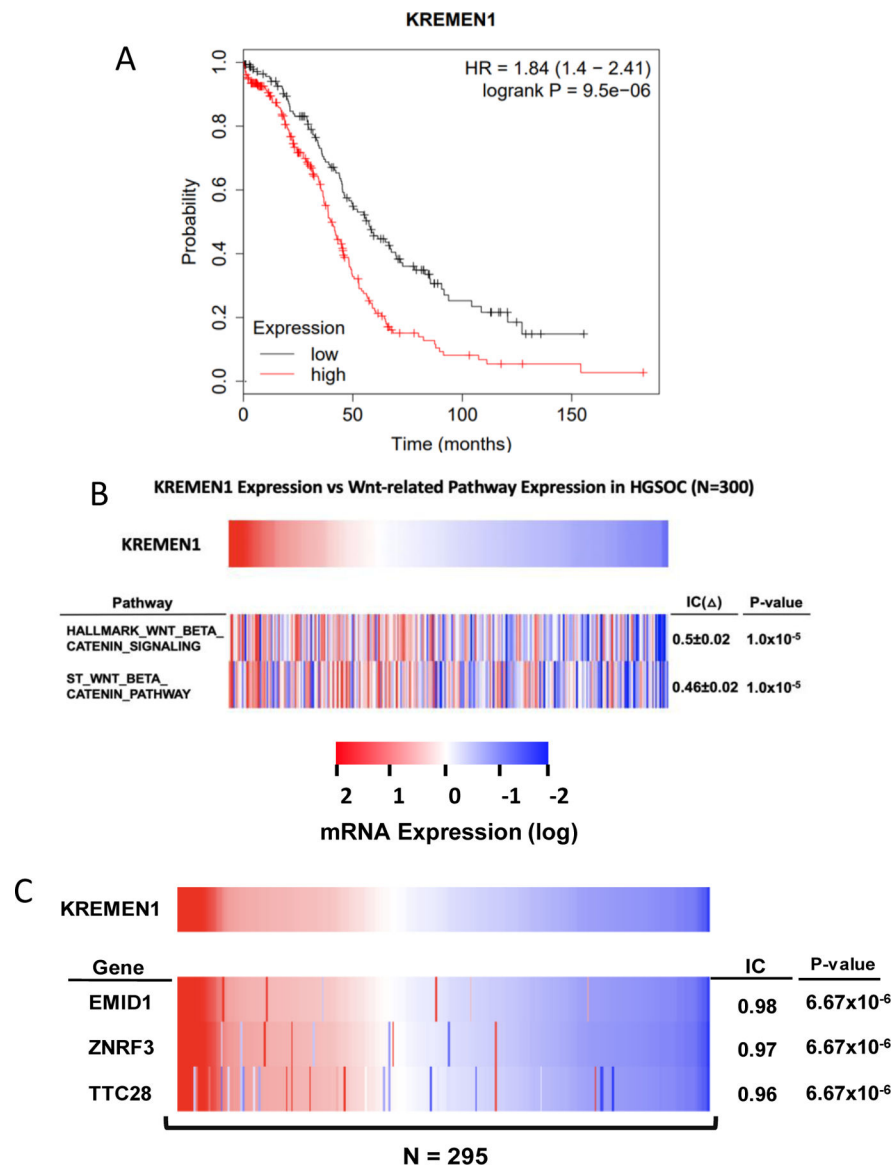 KREMEN1
A
HR = 1.84 (1.4 − 2.41)
logrank P = 9.5e−06
Probability
1.0
0.8
0.6
0.4
0.2
0.0
Expression
low
high
0 50 100 150
Time (months)
B
KREMEN1 Expression vs Wnt-related Pathway Expression in HGSOC (N=300)
KREMEN1
Pathway IC(△) P-value
HALLMARK_WNT_BETA_
CATENIN_SIGNALING
0.5±0.02 1.0x10⁻⁵
ST_WNT_BETA_
CATENIN_PATHWAY
0.46±0.02 1.0x10⁻⁵
2 1 0 -1 -2
mRNA Expression (log)
C
KREMEN1
Gene IC P-value
EMID1 0.98 6.67x10⁻⁶
ZNRF3 0.97 6.67x10⁻⁶
TTC28 0.96 6.67x10⁻⁶
N = 295